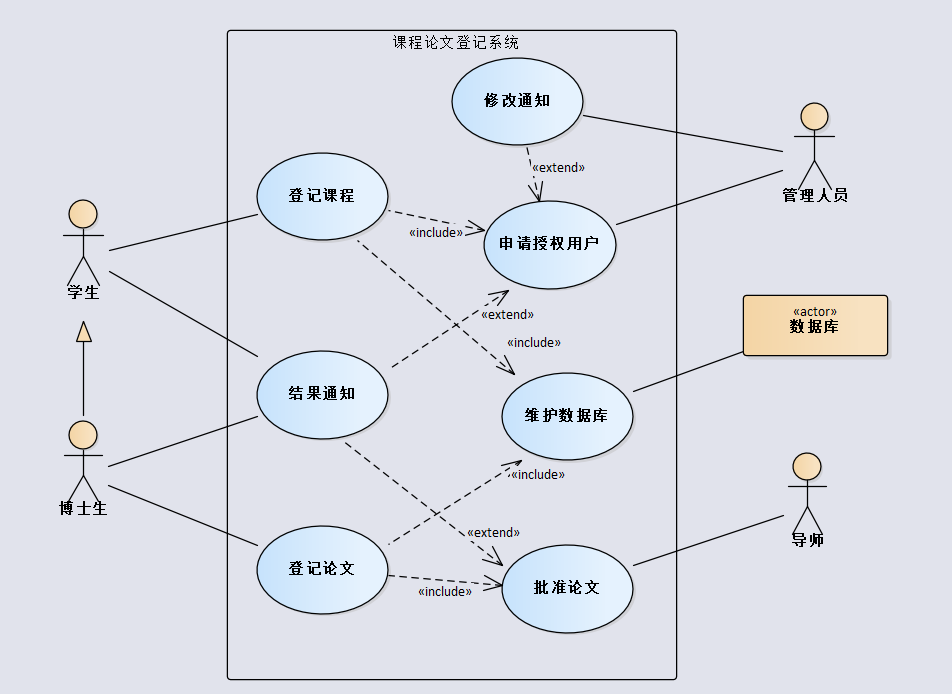 课程论文登记系统
修改通知
«extend»
管理人员
登记课程
«include»
申请授权用户
学生
«extend»
«actor»
数据库
«include»
结果通知
维护数据库
«include»
博士生
«extend»
导师
登记论文
«include»
批准论文